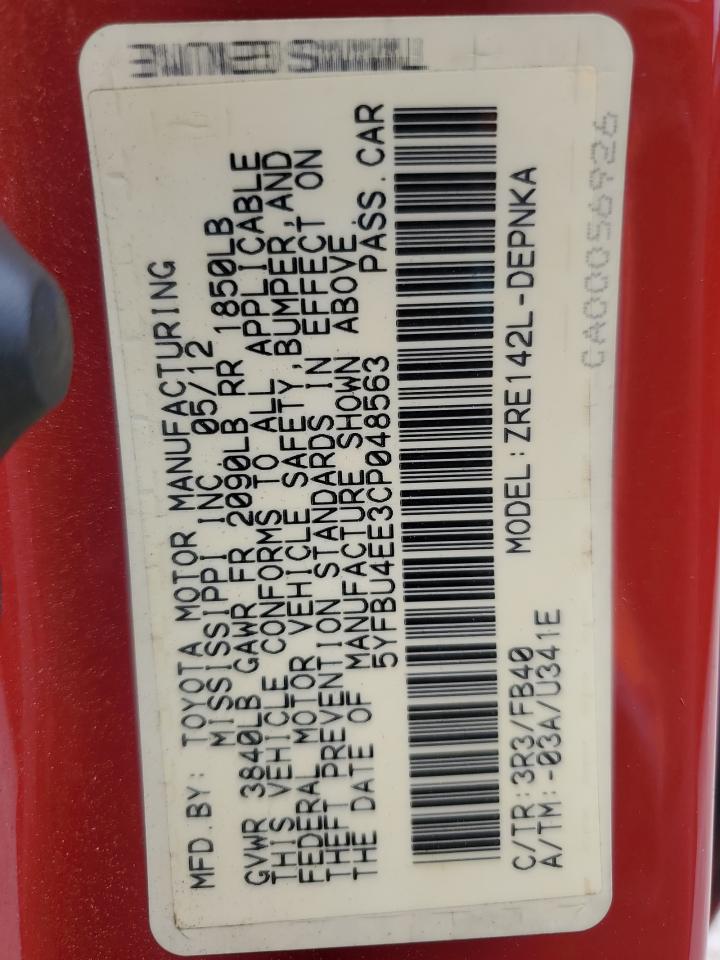 MFD.BY: TOYOTA MOTOR MANUFACTURING
MISSISSIPPI INC 05/12
GVWR 3840LB GAWR FR 2090LB RR 1850LB
THIS VEHICLE CONFORMS TO ALL APPLICABLE
FEDERAL MOTOR VEHICLE SAFETY, BUMPER, AND
THEFT PREVENTION STANDARDS IN EFFECT ON
THE DATE OF MANUFACTURE SHOWN ABOVE.
5YFBU4EE3CP048563 PASS.CAR
C/TR:3R3/FB40 MODEL:ZRE142L-DEPNKA
A/TM:-03A/U341E
CA00056926